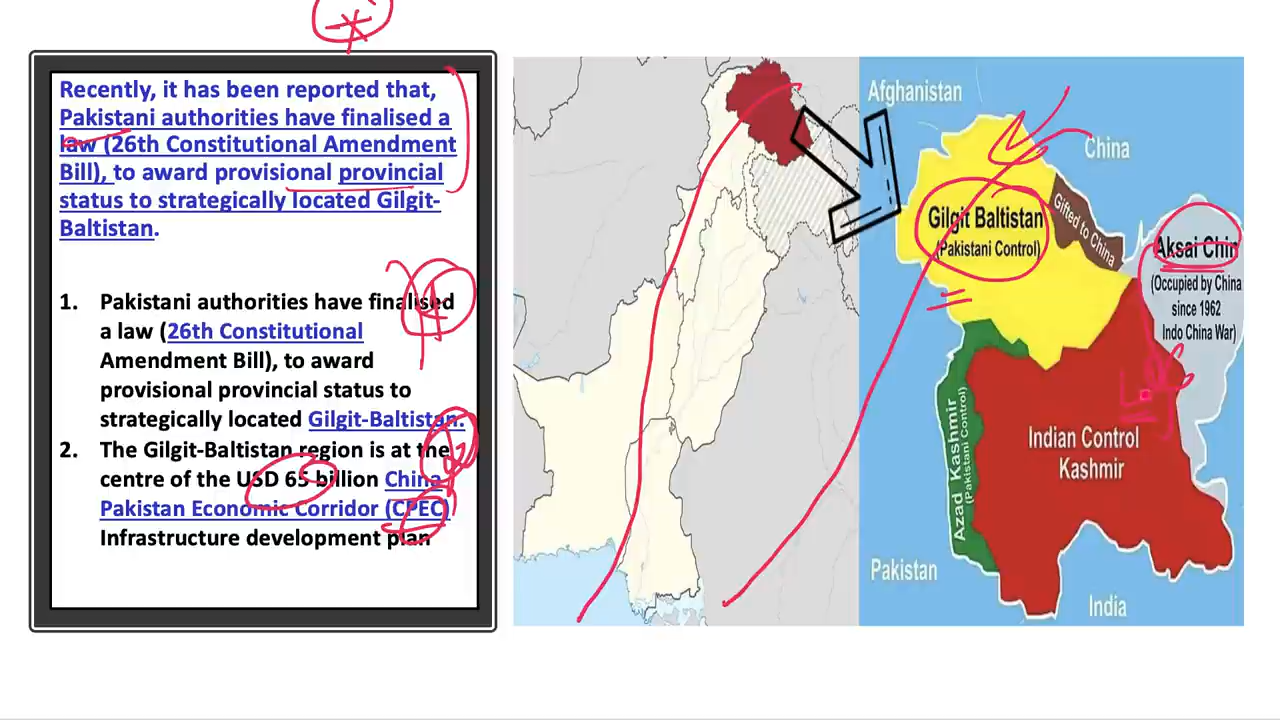 Recently, it has been reported that,
Pakistani authorities have finalised a
law (26th Constitutional Amendment
Bill), to award provisional provincial
status to strategically located Gilgit-
Baltistan.
1. Pakistani authorities have finalised
a law (26th Constitutional
Amendment Bill), to award
provisional provincial status to
strategically located Gilgit-Baltistan.
2. The Gilgit-Baltistan region is at the
centre of the USD 65 billion China
Pakistan Economic Corridor (CPEC)
Infrastructure development plan
Afghanistan
China
Gilgit Baltistan
(Pakistani Control)
Gifted to China
Aksai Chin
(Occupied by China
since 1962
Indo China War)
Azad Kashmir
(Pakistani Control)
Indian Control
Kashmir
Pakistan
India